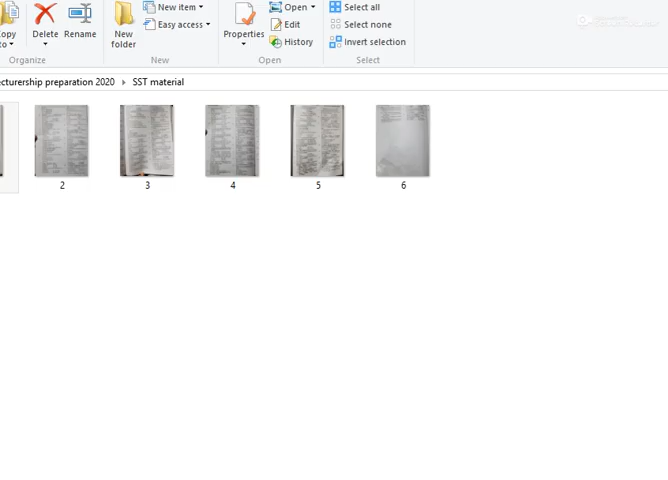 opy
to
Delete
Rename
New
folder
New item
Easy access
Properties
Open
Edit
History
Select all
Select none
Invert selection
Organize
New
Open
Select
ecturership preparation 2020
SST material
2
3
4
5
6